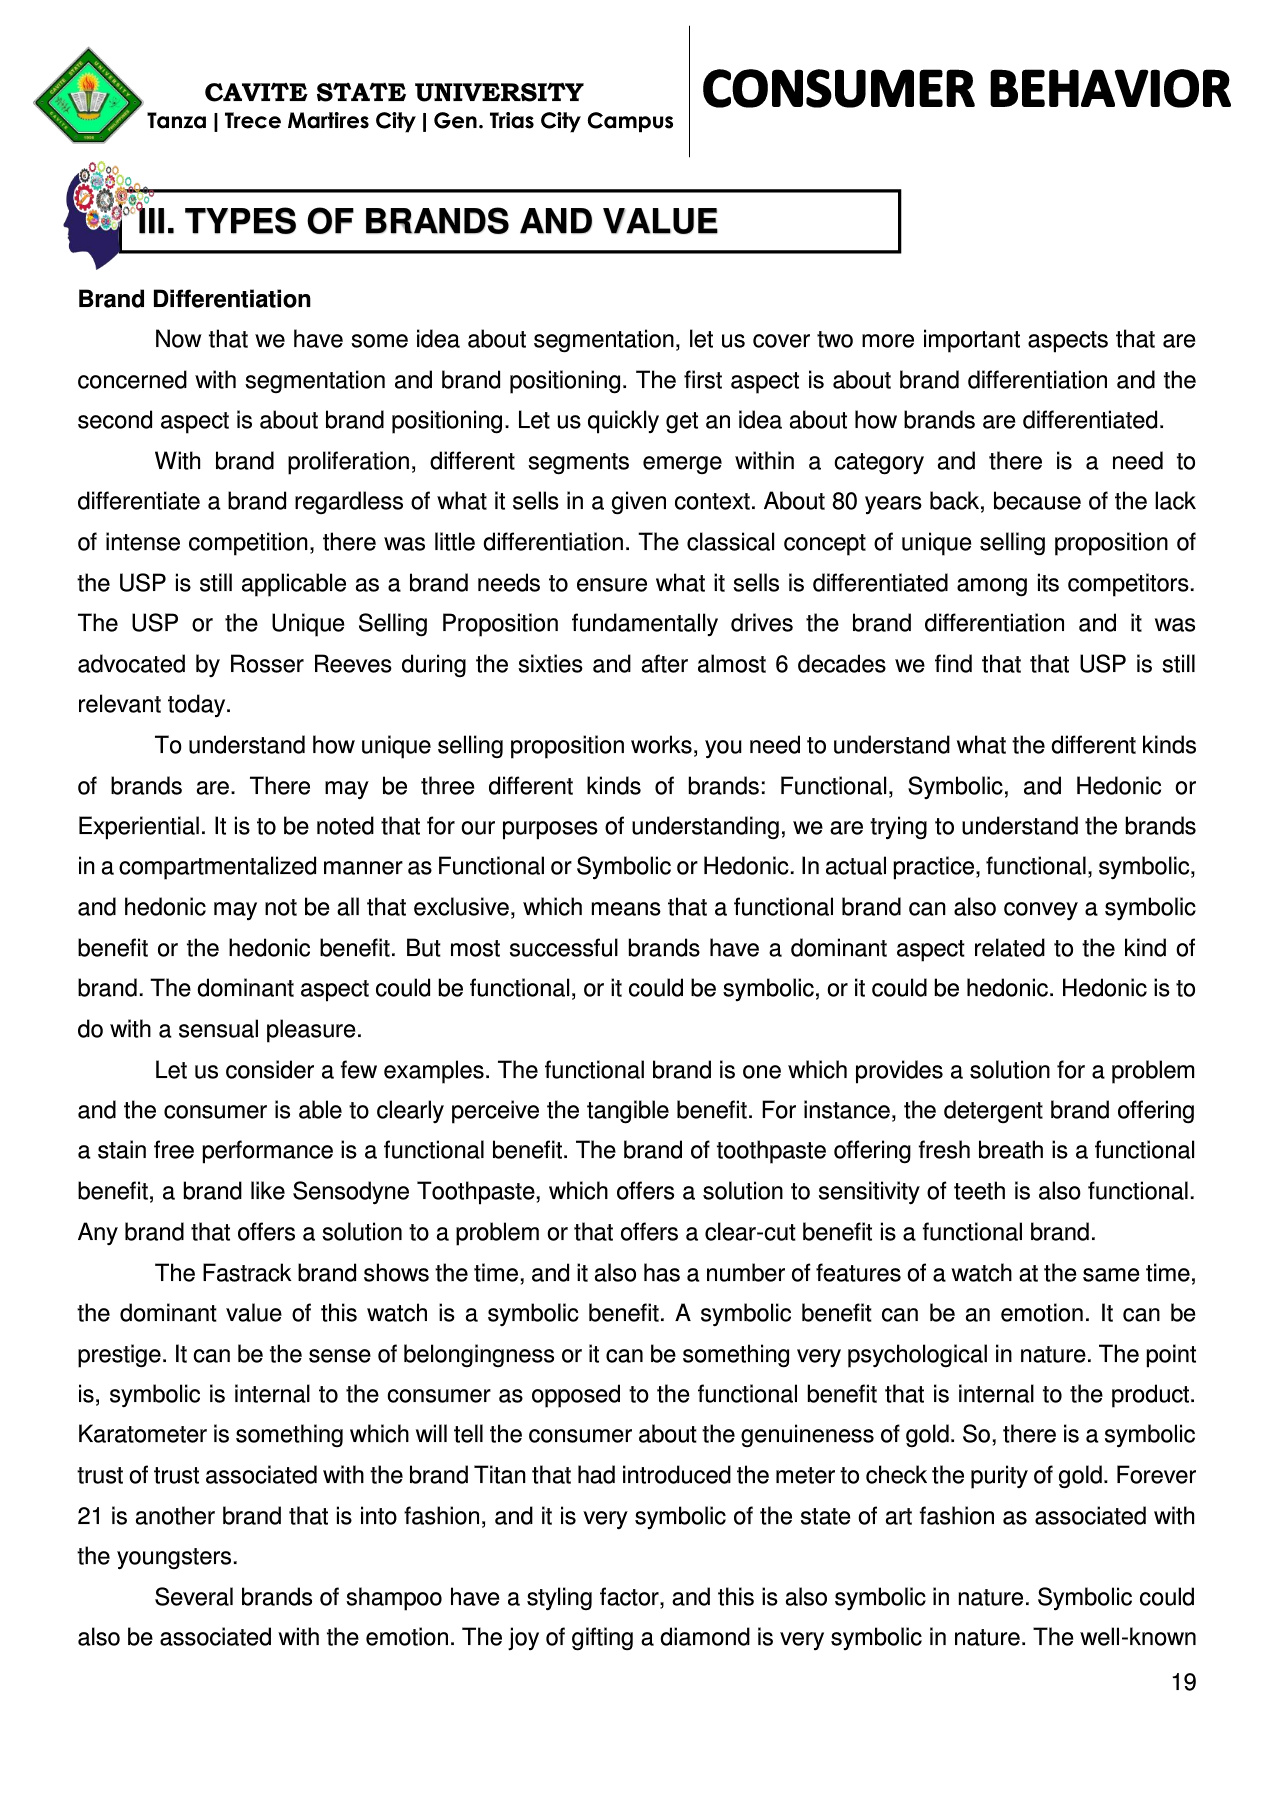 CAVITE STATE UNIVERSITY
Tanza | Trece Martires City | Gen. Trias City Campus
CONSUMER BEHAVIOR
III. TYPES OF BRANDS AND VALUE
Brand Differentiation
Now that we have some idea about segmentation, let us cover two more important aspects that are
concerned with segmentation and brand positioning. The first aspect is about brand differentiation and the
second aspect is about brand positioning. Let us quickly get an idea about how brands are differentiated.
With brand proliferation, different segments emerge within a category and there is a need to
differentiate a brand regardless of what it sells in a given context. About 80 years back, because of the lack
of intense competition, there was little differentiation. The classical concept of unique selling proposition of
the USP is still applicable as a brand needs to ensure what it sells is differentiated among its competitors.
The USP or the Unique Selling Proposition fundamentally drives the brand differentiation and it was
advocated by Rosser Reeves during the sixties and after almost 6 decades we find that that USP is still
relevant today.
To understand how unique selling proposition works, you need to understand what the different kinds
of brands are. There may be three different kinds of brands: Functional, Symbolic, and Hedonic or
Experiential. It is to be noted that for our purposes of understanding, we are trying to understand the brands
in a compartmentalized manner as Functional or Symbolic or Hedonic. In actual practice, functional, symbolic,
and hedonic may not be all that exclusive, which means that a functional brand can also convey a symbolic
benefit or the hedonic benefit. But most successful brands have a dominant aspect related to the kind of
brand. The dominant aspect could be functional, or it could be symbolic, or it could be hedonic. Hedonic is to
do with a sensual pleasure.
Let us consider a few examples. The functional brand is one which provides a solution for a problem
and the consumer is able to clearly perceive the tangible benefit. For instance, the detergent brand offering
a stain free performance is a functional benefit. The brand of toothpaste offering fresh breath is a functional
benefit, a brand like Sensodyne Toothpaste, which offers a solution to sensitivity of teeth is also functional.
Any brand that offers a solution to a problem or that offers a clear-cut benefit is a functional brand.
The Fastrack brand shows the time, and it also has a number of features of a watch at the same time,
the dominant value of this watch is a symbolic benefit. A symbolic benefit can be an emotion. It can be
prestige. It can be the sense of belongingness or it can be something very psychological in nature. The point
is, symbolic is internal to the consumer as opposed to the functional benefit that is internal to the product.
Karatometer is something which will tell the consumer about the genuineness of gold. So, there is a symbolic
trust of trust associated with the brand Titan that had introduced the meter to check the purity of gold. Forever
21 is another brand that is into fashion, and it is very symbolic of the state of art fashion as associated with
the youngsters.
Several brands of shampoo have a styling factor, and this is also symbolic in nature. Symbolic could
also be associated with the emotion. The joy of gifting a diamond is very symbolic in nature. The well-known
19